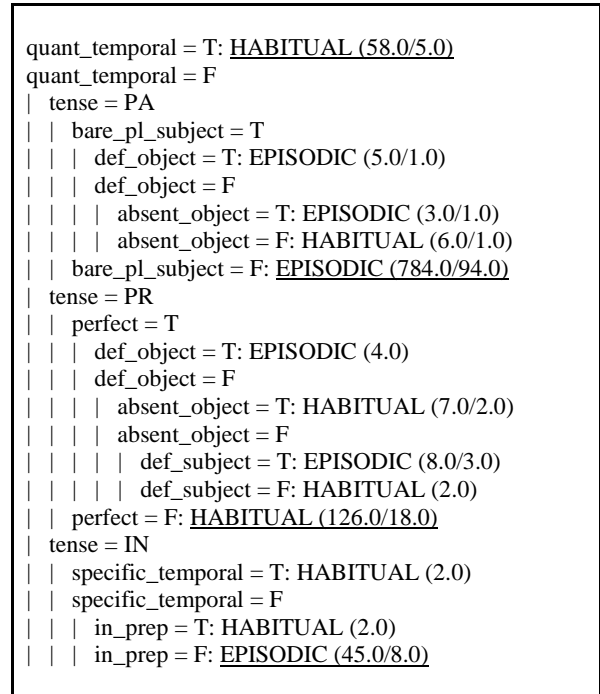 quant_temporal = T: HABITUAL (58.0/5.0)
quant_temporal = F
| tense = PA
| | bare_pl_subject = T
| | | def_object = T: EPISODIC (5.0/1.0)
| | | def_object = F
| | | | absent_object = T: EPISODIC (3.0/1.0)
| | | | absent_object = F: HABITUAL (6.0/1.0)
| | bare_pl_subject = F: EPISODIC (784.0/94.0)
| tense = PR
| | perfect = T
| | | def_object = T: EPISODIC (4.0)
| | | def_object = F
| | | | absent_object = T: HABITUAL (7.0/2.0)
| | | | absent_object = F
| | | | | def_subject = T: EPISODIC (8.0/3.0)
| | | | | def_subject = F: HABITUAL (2.0)
| | perfect = F: HABITUAL (126.0/18.0)
| tense = IN
| | specific_temporal = T: HABITUAL (2.0)
| | specific_temporal = F
| | | in_prep = T: HABITUAL (2.0)
| | | in_prep = F: EPISODIC (45.0/8.0)